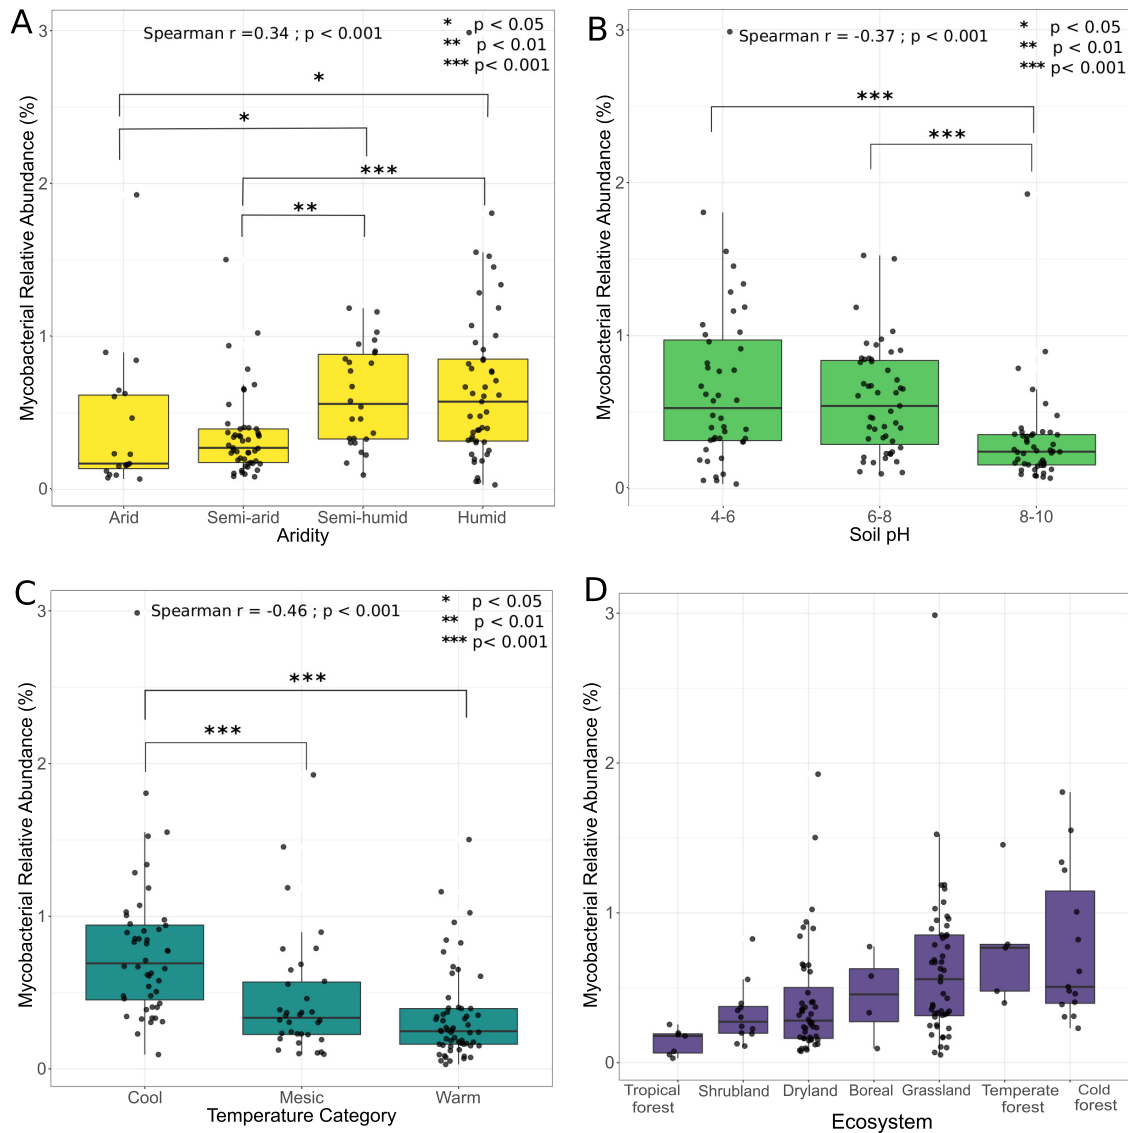 A
Spearman r =0.34 ; p < 0.001
* p < 0.05
** p < 0.01
*** p< 0.001
*
*
***
**
3
2
1
0
Mycobacterial Relative Abundance (%)
Arid Semi-arid Semi-humid Humid
Aridity
B
Spearman r = -0.37 ; p < 0.001
* p < 0.05
** p < 0.01
*** p< 0.001
***
***
3
2
1
0
Mycobacterial Relative Abundance (%)
4-6 6-8 8-10
Soil pH
C
Spearman r = -0.46 ; p < 0.001
* p < 0.05
** p < 0.01
*** p< 0.001
***
***
3
2
1
0
Mycobacterial Relative Abundance (%)
Cool Mesic Warm
Temperature Category
D
3
2
1
0
Mycobacterial Relative Abundance (%)
Tropical forest Shrubland Dryland Boreal Grassland Temperate forest Cold forest
Ecosystem